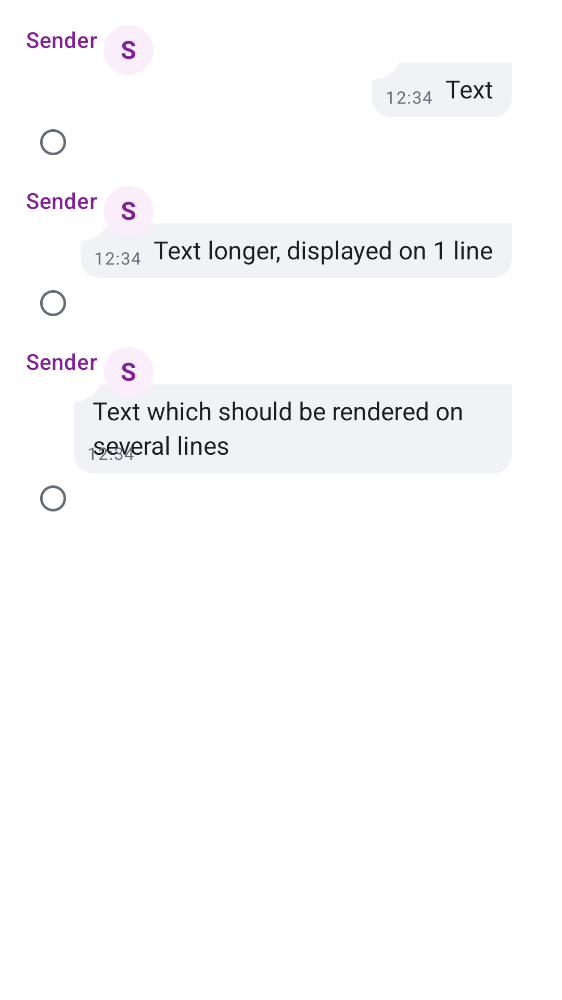 Sender S
12:34 Text
Sender S
12:34 Text longer, displayed on 1 line
Sender S
Text which should be rendered on
several lines
12:34